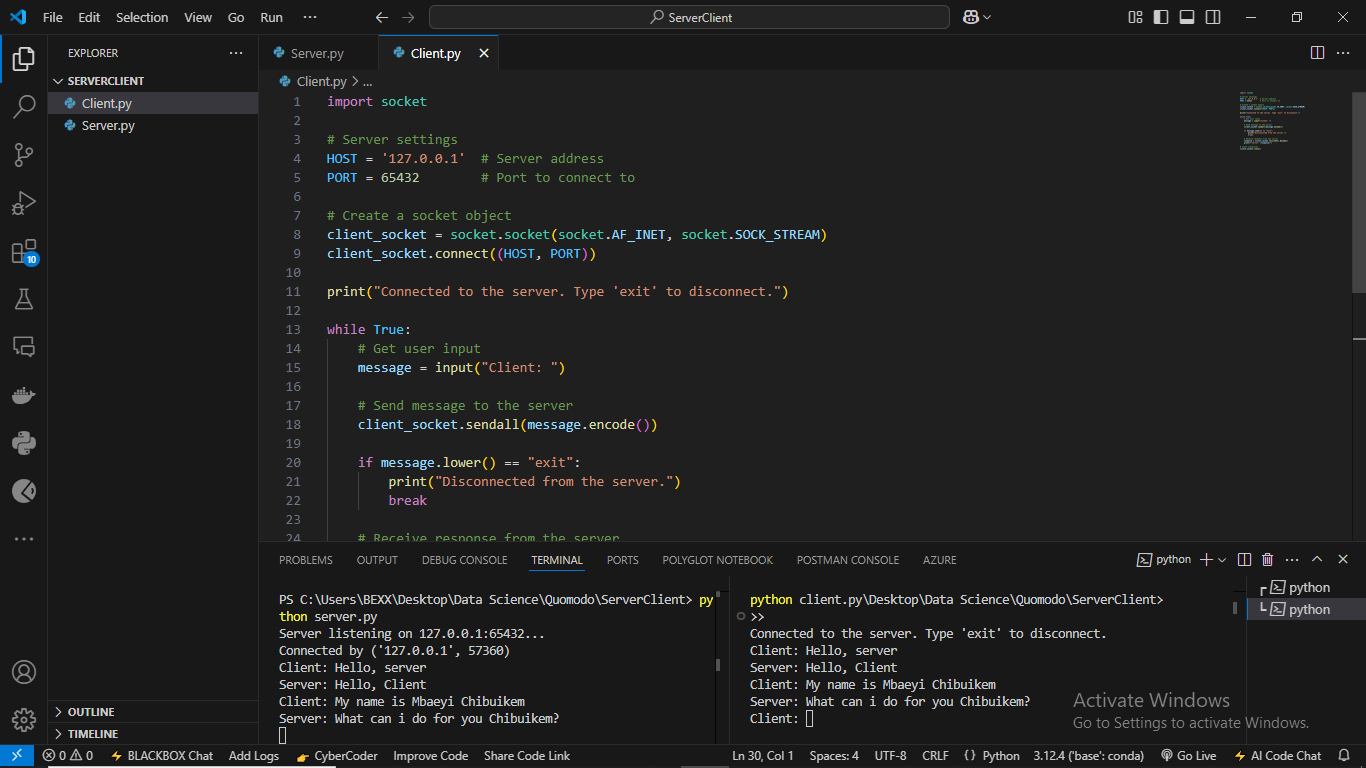 File Edit Selection View Go Run ··· ServerClient
EXPLORER ···
SERVERCLIENT
Client.py
Server.py
10
OUTLINE
TIMELINE
Server.py Client.py
Client.py > ...
1 import socket
2
3 # Server settings
4 HOST = '127.0.0.1'  # Server address
5 PORT = 65432        # Port to connect to
6
7 # Create a socket object
8 client_socket = socket.socket(socket.AF_INET, socket.SOCK_STREAM)
9 client_socket.connect((HOST, PORT))
10
11 print("Connected to the server. Type 'exit' to disconnect.")
12
13 while True:
14     # Get user input
15     message = input("Client: ")
16
17     # Send message to the server
18     client_socket.sendall(message.encode())
19
20     if message.lower() == "exit":
21         print("Disconnected from the server.")
22         break
23
24     # Receive response from the server
PROBLEMS OUTPUT DEBUG CONSOLE TERMINAL PORTS POLYGLOT NOTEBOOK POSTMAN CONSOLE AZURE python
PS C:\Users\BEXX\Desktop\Data Science\Quomodo\ServerClient> py
thon server.py
Server listening on 127.0.0.1:65432...
Connected by ('127.0.0.1', 57360)
Client: Hello, server
Server: Hello, Client
Client: My name is Mbaeyi Chibuikem
Server: What can i do for you Chibuikem?
python client.py\Desktop\Data Science\Quomodo\ServerClient>
>>
Connected to the server. Type 'exit' to disconnect.
Client: Hello, server
Server: Hello, Client
Client: My name is Mbaeyi Chibuikem
Server: What can i do for you Chibuikem?
Client:
python
python
Activate Windows
Go to Settings to activate Windows.
0 0 BLACKBOX Chat Add Logs CyberCoder Improve Code Share Code Link Ln 30, Col 1 Spaces: 4 UTF-8 CRLF {} Python 3.12.4 ('base': conda) Go Live AI Code Chat